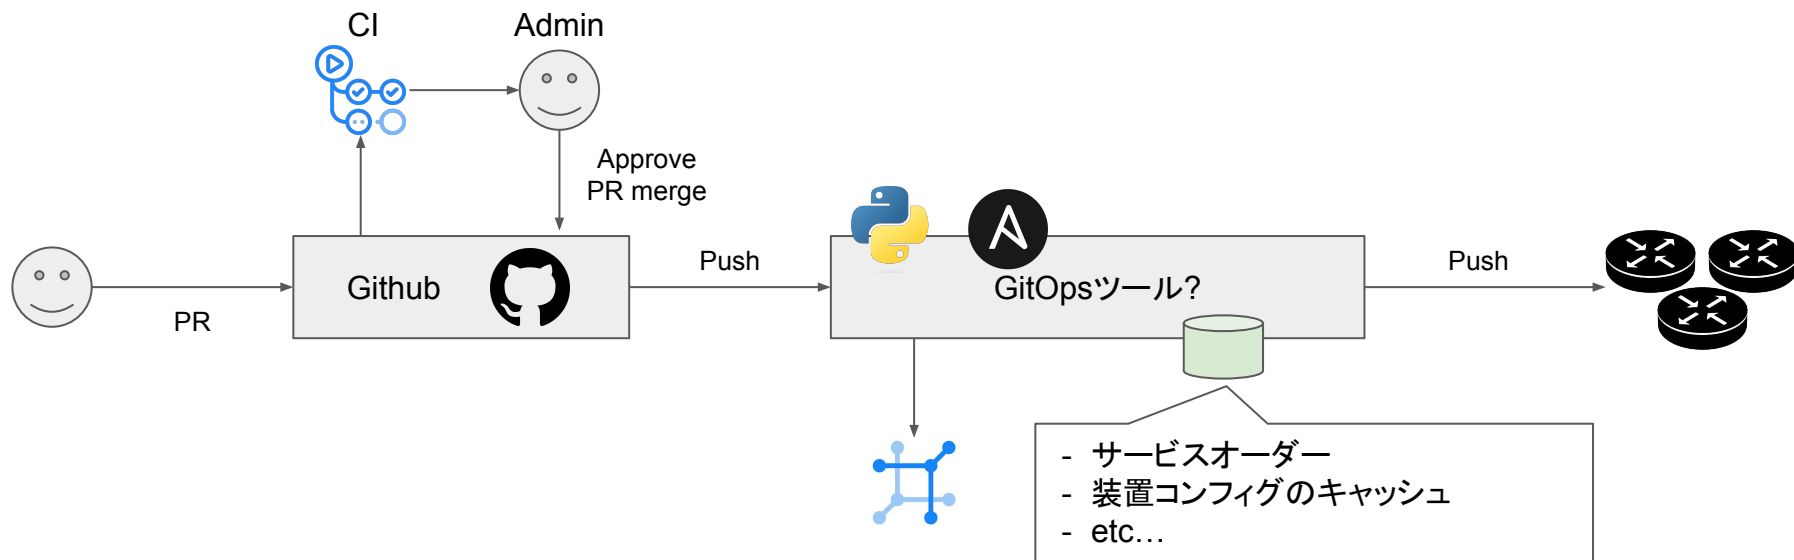 CI
Admin
Approve
PR merge
PR
Github
Push
GitOpsツール?
Push
- サービスオーダー
- 装置コンフィグのキャッシュ
- etc…